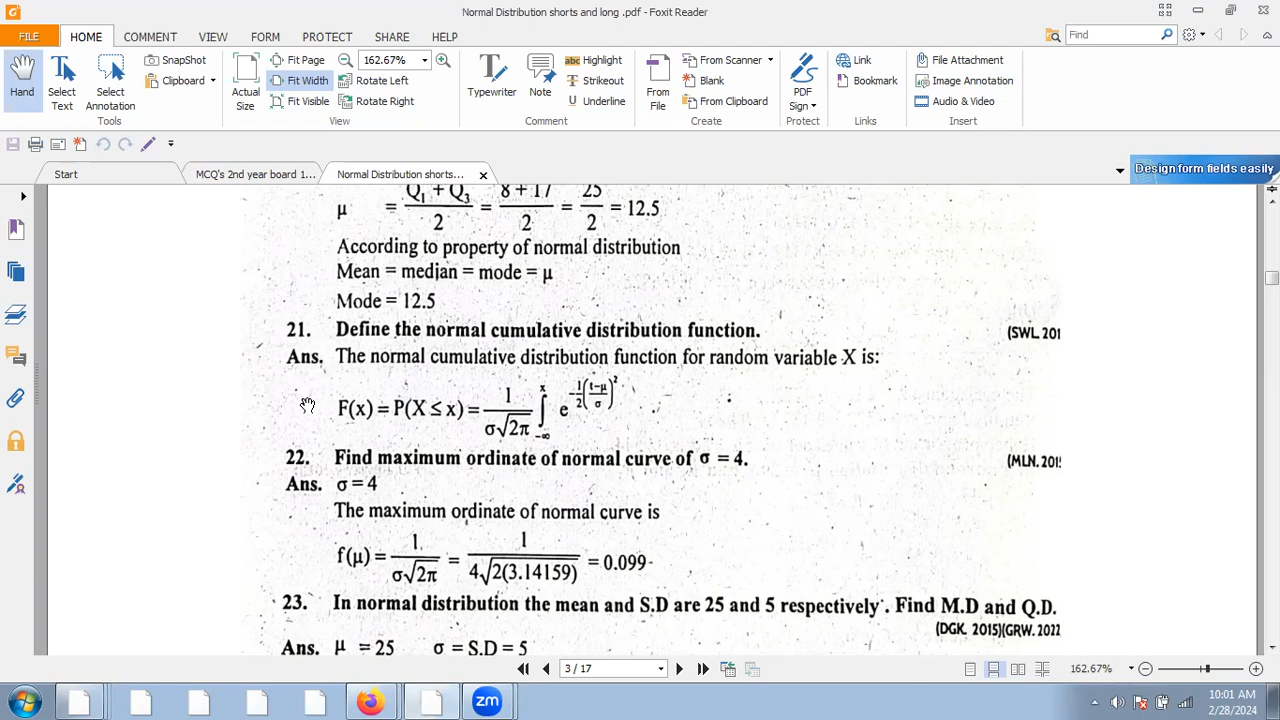 Normal Distribution shorts and long .pdf - Foxit Reader
FILE HOME COMMENT VIEW FORM PROTECT SHARE HELP
Find
Hand
Select Text
Select Annotation
SnapShot
Clipboard
Tools
Actual Size
Fit Page
Fit Width
Fit Visible
162.67%
Rotate Left
Rotate Right
View
Typewriter
Note
Highlight
Strikeout
Underline
Comment
From File
From Scanner
Blank
From Clipboard
Create
PDF Sign
Protect
Link
Bookmark
Links
File Attachment
Image Annotation
Audio & Video
Insert
Start
MCQ's 2nd year board 1...
Normal Distribution shorts...
Design form fields easily
μ = (Q₁ + Q₃)/2 = (8 + 17)/2 = 25/2 = 12.5
According to property of normal distribution
Mean = median = mode = μ
Mode = 12.5
21. Define the normal cumulative distribution function. (SWL. 201
Ans. The normal cumulative distribution function for random variable X is:
F(x) = P(X ≤ x) = 1/(σ√2π) ∫_{-∞}^{x} e^{-1/2((t-μ)/σ)²}
22. Find maximum ordinate of normal curve of σ = 4. (MLN. 201
Ans. σ = 4
The maximum ordinate of normal curve is
f(μ) = 1/(σ√2π) = 1/(4√2(3.14159)) = 0.099
23. In normal distribution the mean and S.D are 25 and 5 respectively. Find M.D and Q.D.
(DGK. 2015)(GRW. 2022
Ans. μ = 25 σ = S.D = 5
3 / 17
162.67%
zm
10:01 AM
2/28/2024